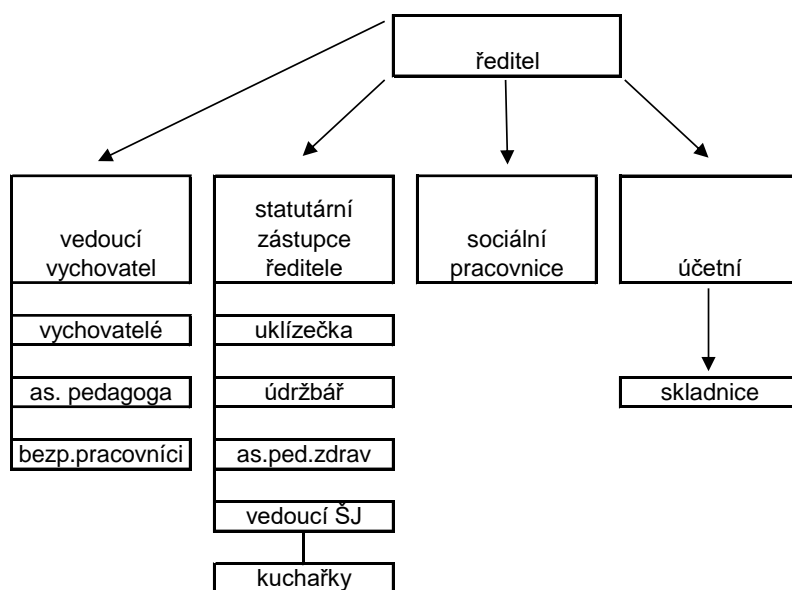 ředitel
vedoucí
vychovatel
statutární
zástupce
ředitele
sociální
pracovnice
účetní
vychovatelé
uklízečka
as. pedagoga
údržbář
skladnice
bezp.pracovníci
as.ped.zdrav
vedoucí ŠJ
kuchařky